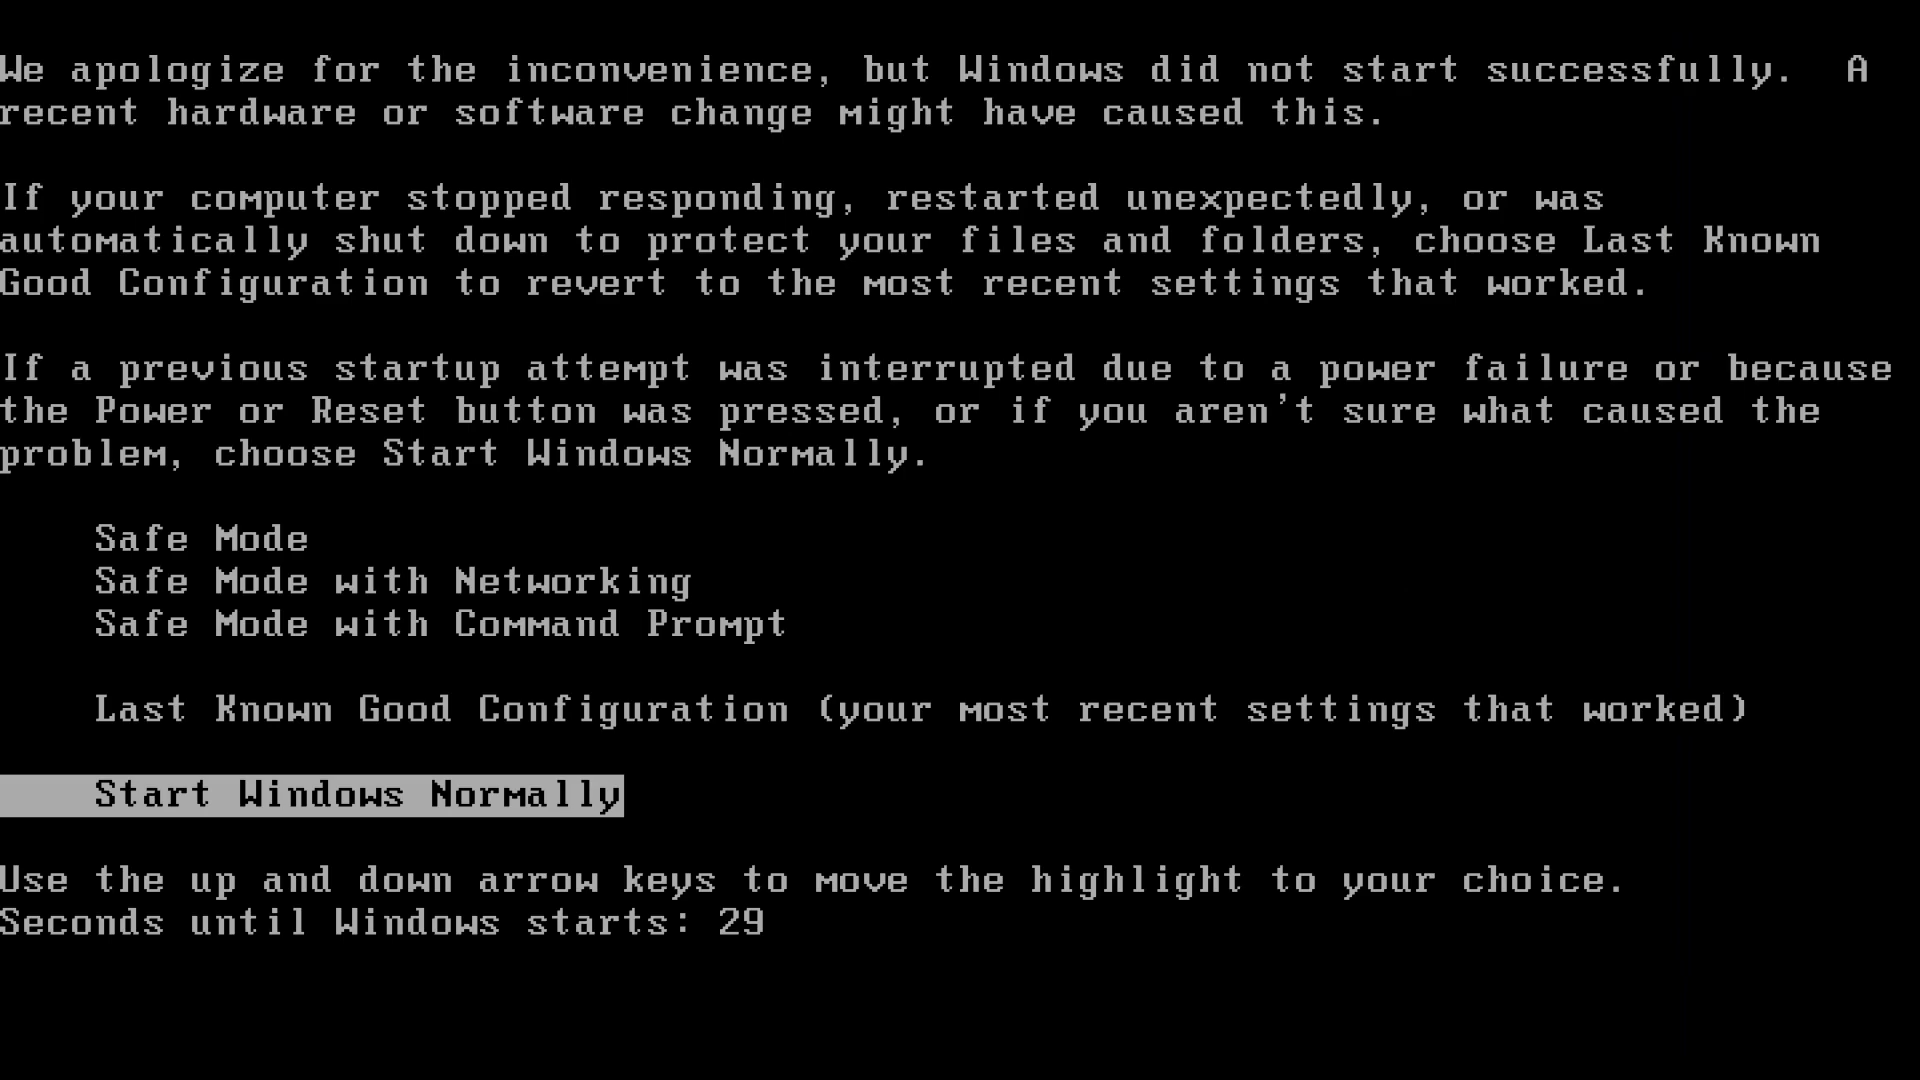 We apologize for the inconvenience, but Windows did not start successfully.  A
recent hardware or software change might have caused this.
If your computer stopped responding, restarted unexpectedly, or was
automatically shut down to protect your files and folders, choose Last Known
Good Configuration to revert to the most recent settings that worked.
If a previous startup attempt was interrupted due to a power failure or because
the Power or Reset button was pressed, or if you aren't sure what caused the
problem, choose Start Windows Normally.
Safe Mode
Safe Mode with Networking
Safe Mode with Command Prompt
Last Known Good Configuration (your most recent settings that worked)
Start Windows Normally
Use the up and down arrow keys to move the highlight to your choice.
Seconds until Windows starts: 29